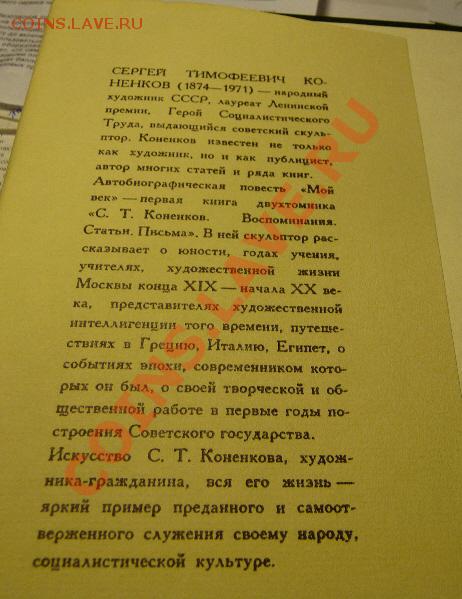 COINS.LAVE.RU
СЕРГЕЙ ТИМОФЕЕВИЧ КО-
НЕНКОВ (1874—1971) — народный
художник СССР, лауреат Ленинской
премии, Герой Социалистического
Труда, выдающийся советский скуль-
птор. Коненков известен не только
как художник, но и как публицист,
автор многих статей и ряда книг.
Автобиографическая повесть «Мой
век» — первая книга двухтомника
«С. Т. Коненков. Воспоминания.
Статьи. Письма». В ней скульптор рас-
сказывает о юности, годах учения,
учителях, художественной жизни
Москвы конца XIX — начала XX ве-
ка, представителях художественной
интеллигенции того времени, путеше-
ствиях в Грецию, Италию, Египет, о
событиях эпохи, современником кото-
рых он был, о своей творческой и об-
щественной работе в первые годы по-
строения Советского государства.
Искусство С. Т. Коненкова, худож-
ника-гражданина, вся его жизнь —
яркий пример преданного и самоот-
верженного служения своему народу,
социалистической культуре.
COINS.LAVE.RU